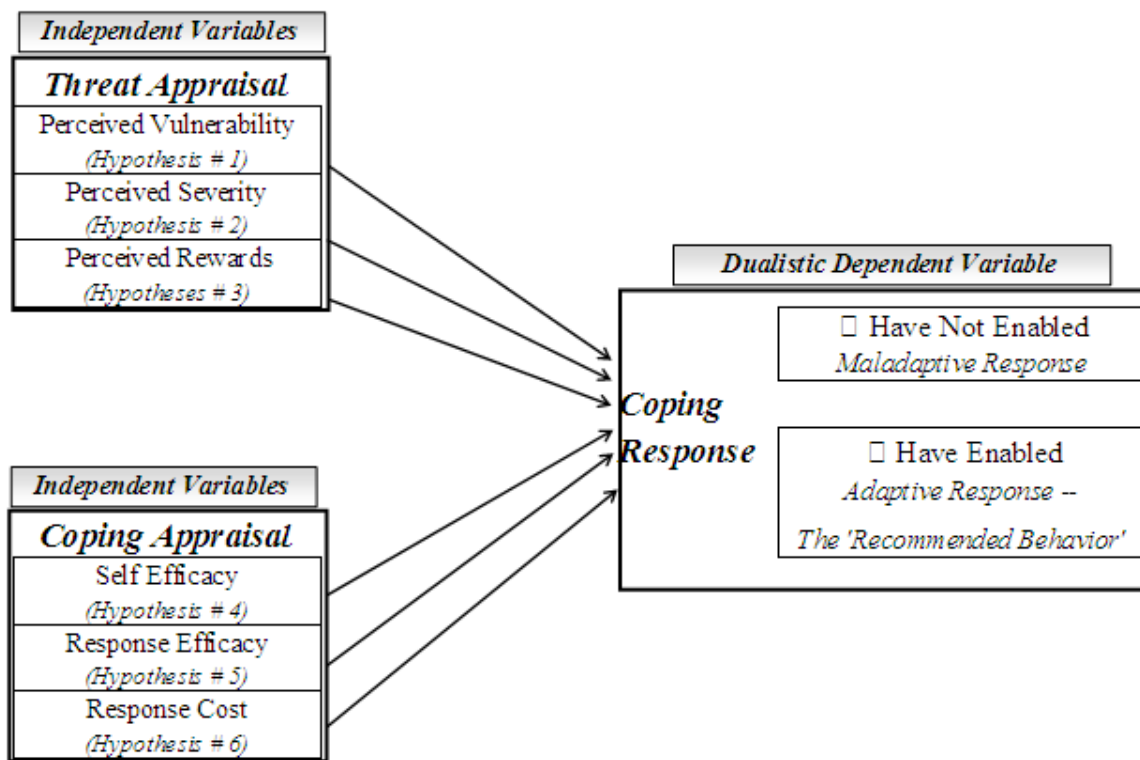 Independent Variables
Threat Appraisal
Perceived Vulnerability
(Hypothesis # 1)
Perceived Severity
(Hypothesis # 2)
Perceived Rewards
(Hypotheses # 3)
Independent Variables
Coping Appraisal
Self Efficacy
(Hypothesis # 4)
Response Efficacy
(Hypothesis # 5)
Response Cost
(Hypothesis # 6)
Dualistic Dependent Variable
Coping
Response
□ Have Not Enabled
Maladaptive Response
□ Have Enabled
Adaptive Response --
The 'Recommended Behavior'